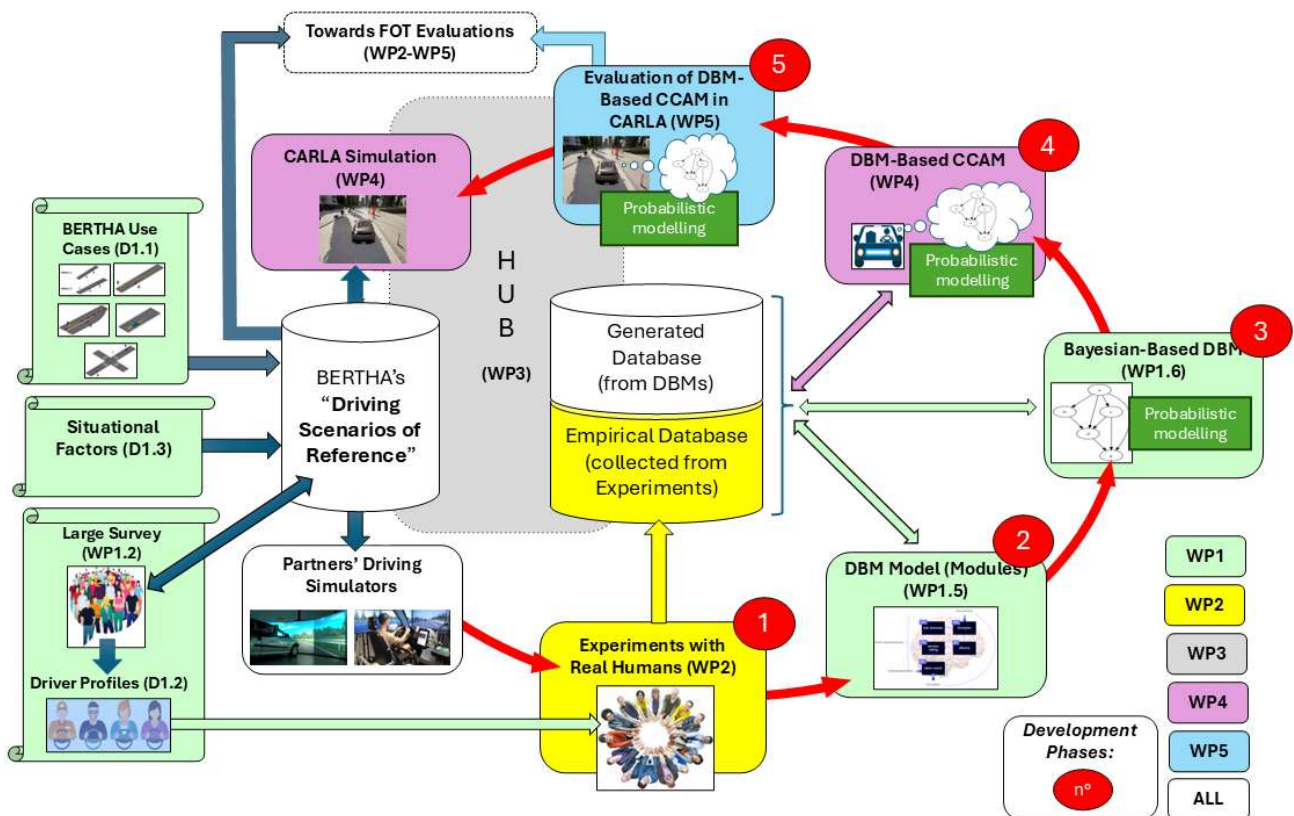 Towards FOT Evaluations
(WP2-WP5)
5
Evaluation of DBM-
Based CCAM in
CARLA (WP5)
Probabilistic
modelling
CARLA Simulation
(WP4)
4
DBM-Based CCAM
(WP4)
Probabilistic
modelling
BERTHA Use
Cases (D1.1)
H
U
B
(WP3)
BERTHA's
“Driving
Scenarios of
Reference”
Generated
Database
(from DBMs)
Empirical Database
(collected from
Experiments)
3
Bayesian-Based DBM
(WP1.6)
Probabilistic
modelling
Situational
Factors (D1.3)
Large Survey
(WP1.2)
Driver Profiles (D1.2)
Partners' Driving
Simulators
1
Experiments with
Real Humans (WP2)
2
DBM Model (Modules)
(WP1.5)
Development
Phases:
n°
WP1
WP2
WP3
WP4
WP5
ALL